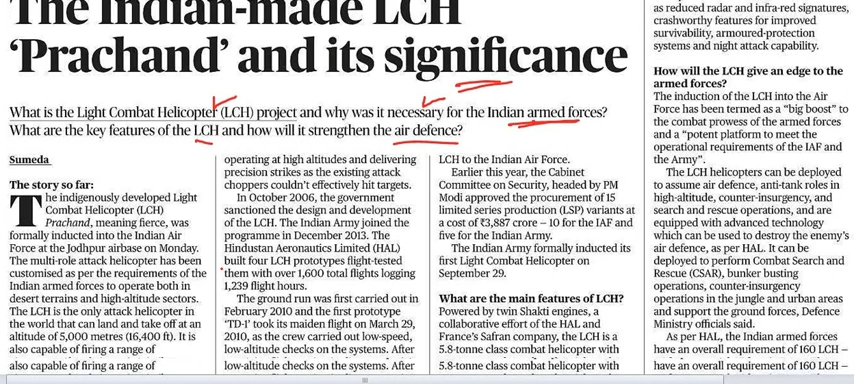 The Indian-made LCH
'Prachand' and its significance
What is the Light Combat Helicopter (LCH) project and why was it necessary for the Indian armed forces?
What are the key features of the LCH and how will it strengthen the air defence?
Sumeda
The story so far:
The indigenously developed Light
Combat Helicopter (LCH)
Prachand, meaning fierce, was
formally inducted into the Indian Air
Force at the Jodhpur airbase on Monday.
The multi-role attack helicopter has been
customised as per the requirements of the
Indian armed forces to operate both in
desert terrains and high-altitude sectors.
The LCH is the only attack helicopter in
the world that can land and take off at an
altitude of 5,000 metres (16,400 ft). It is
also capable of firing a range of
also capable of firing a range of
operating at high altitudes and delivering
precision strikes as the existing attack
choppers couldn't effectively hit targets.
In October 2006, the government
sanctioned the design and development
of the LCH. The Indian Army joined the
programme in December 2013. The
Hindustan Aeronautics Limited (HAL)
built four LCH prototypes flight-tested
them with over 1,600 total flights logging
1,239 flight hours.
The ground run was first carried out in
February 2010 and the first prototype
'TD-1' took its maiden flight on March 29,
2010, as the crew carried out low-speed,
low-altitude checks on the systems. After
low-altitude checks on the systems. After
LCH to the Indian Air Force.
Earlier this year, the Cabinet
Committee on Security, headed by PM
Modi approved the procurement of 15
limited series production (LSP) variants at
a cost of ₹3,887 crore – 10 for the IAF and
five for the Indian Army.
The Indian Army formally inducted its
first Light Combat Helicopter on
September 29.
What are the main features of LCH?
Powered by twin Shakti engines, a
collaborative effort of the HAL and
France's Safran company, the LCH is a
5.8-tonne class combat helicopter with
5.8-tonne class combat helicopter with
as reduced radar and infra-red signatures,
crashworthy features for improved
survivability, armoured-protection
systems and night attack capability.
How will the LCH give an edge to the
armed forces?
The induction of the LCH into the Air
Force has been termed as a "big boost" to
the combat prowess of the armed forces
and a "potent platform to meet the
operational requirements of the IAF and
the Army".
The LCH helicopters can be deployed
to assume air defence, anti-tank roles in
high-altitude, counter-insurgency, and
search and rescue operations, and are
equipped with advanced technology
which can be used to destroy the enemy's
air defence, as per HAL. It can be
deployed to perform Combat Search and
Rescue (CSAR), bunker busting
operations, counter-insurgency
operations in the jungle and urban areas
and support the ground forces, Defence
Ministry officials said.
As per HAL, the Indian armed forces
have an overall requirement of 160 LCH –
have an overall requirement of 160 LCH –